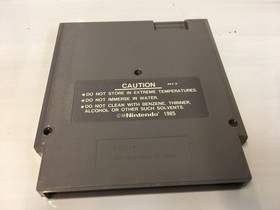 CAUTION
• DO NOT STORE IN EXTREME TEMPERATURES.
• DO NOT IMMERSE IN WATER.
• DO NOT CLEAN WITH BENZENE, THINNER,
ALCOHOL OR OTHER SUCH SOLVENTS.
Nintendo 1985